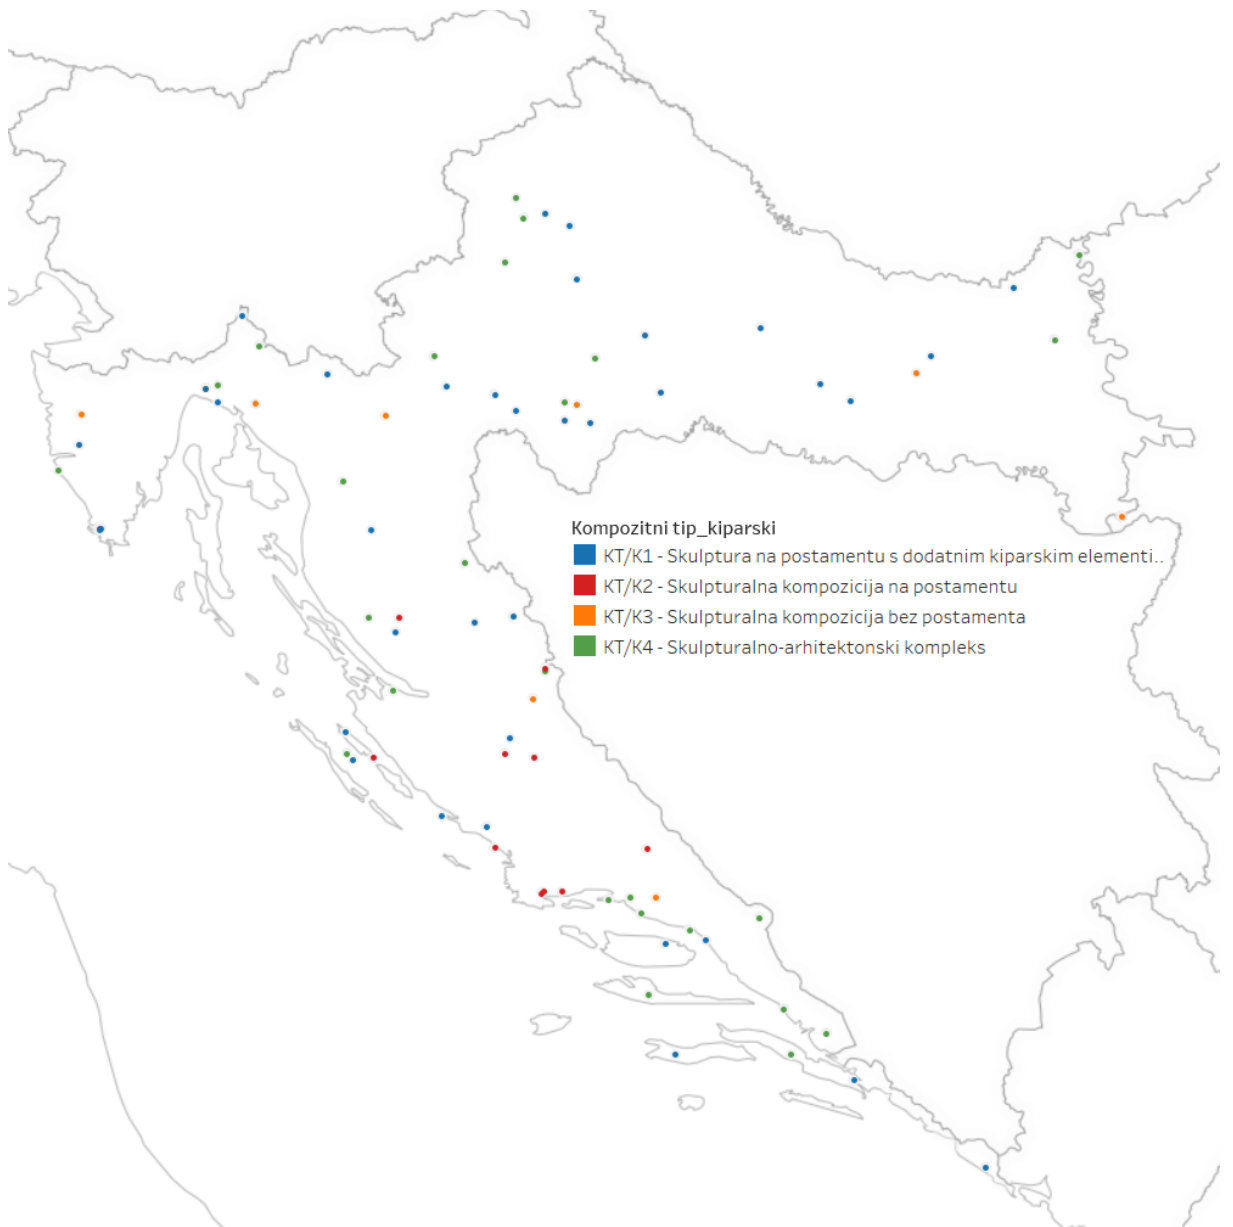 Kompozitni tip_kiparski
KT/K1 - Skulptura na postamentu s dodatnim kiparskim elementi..
KT/K2 - Skulpturalna kompozicija na postamentu
KT/K3 - Skulpturalna kompozicija bez postamenta
KT/K4 - Skulpturalno-arhitektonski kompleks